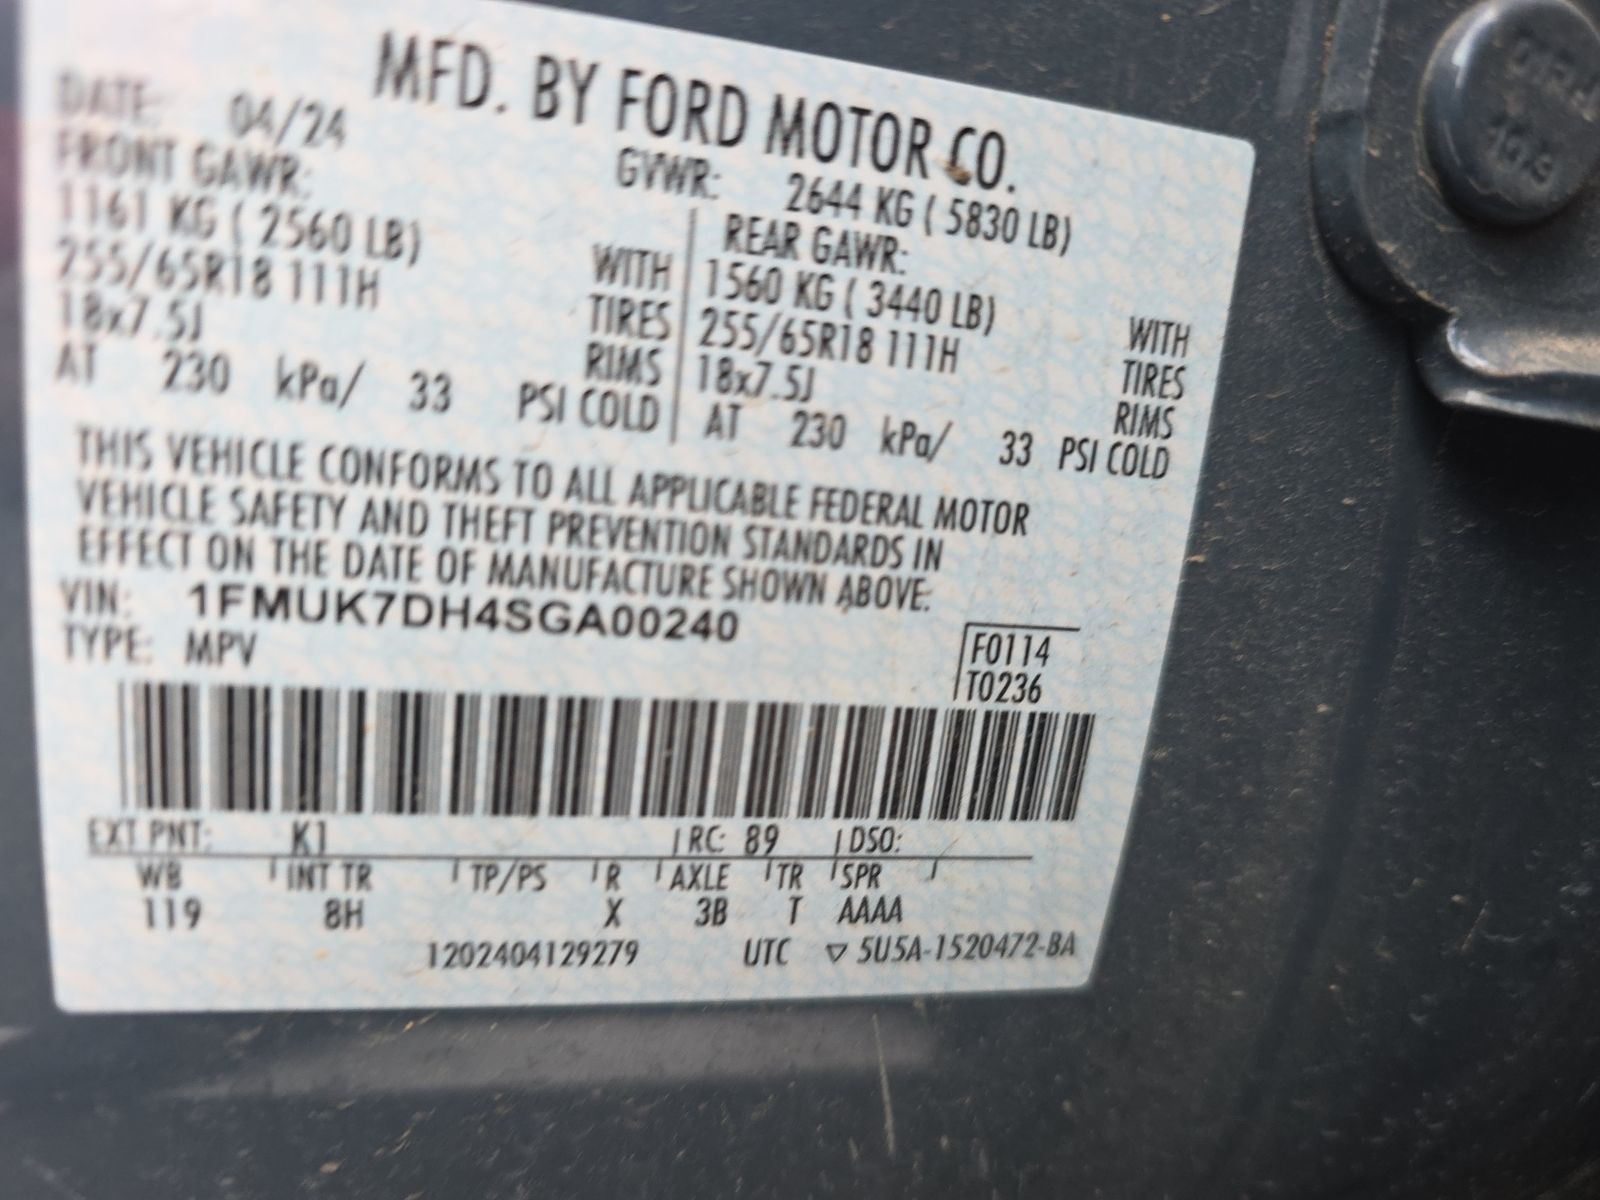 MFD. BY FORD MOTOR CO.
DATE: 04/24 GVWR: 2644 KG ( 5830 LB)
FRONT GAWR: REAR GAWR:
1161 KG ( 2560 LB) WITH 1560 KG ( 3440 LB) WITH
255/65R18 111H TIRES 255/65R18 111H TIRES
18x7.5J RIMS 18x7.5J RIMS
AT 230 kPa/ 33 PSI COLD AT 230 kPa/ 33 PSI COLD
THIS VEHICLE CONFORMS TO ALL APPLICABLE FEDERAL MOTOR
VEHICLE SAFETY AND THEFT PREVENTION STANDARDS IN
EFFECT ON THE DATE OF MANUFACTURE SHOWN ABOVE.
VIN: 1FMUK7DH4SGA00240
TYPE: MPV
F0114
T0236
EXT PNT: K1 RC: 89 DSO:
WB INT TR TP/PS R AXLE TR SPR
119 8H X 3B T AAAA
1202404129279 UTC ▽ 5U5A-1520472-BA